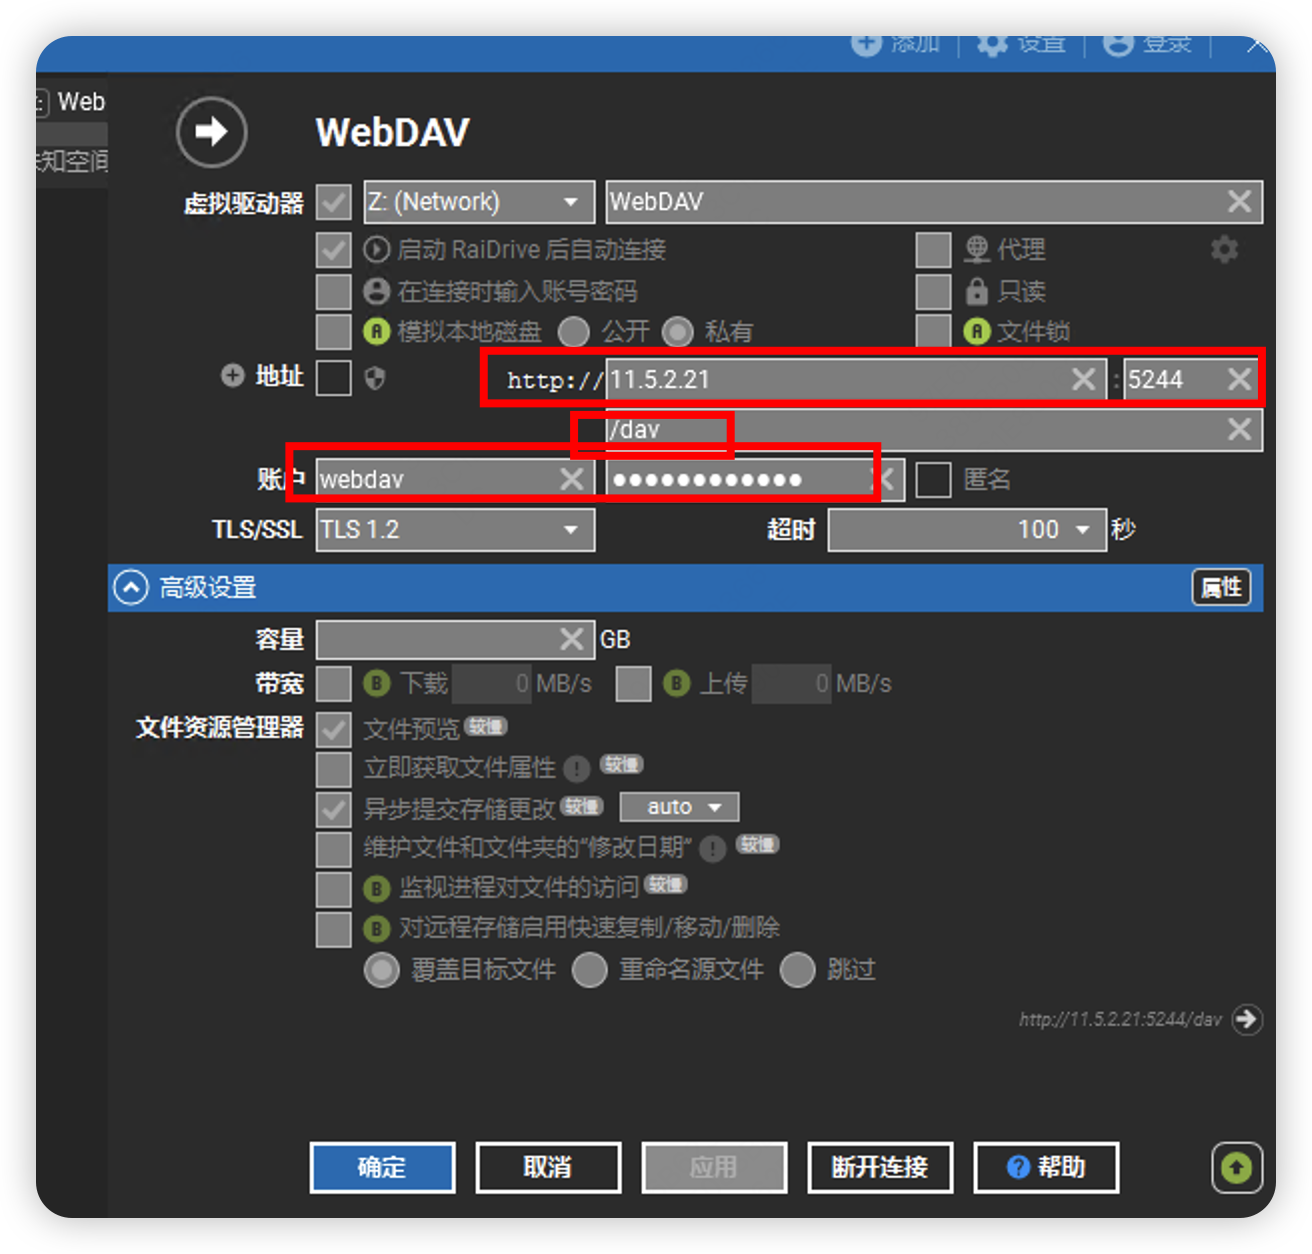 添加 设置 登录
Web
知空间
WebDAV
虚拟驱动器 Z: (Network) WebDAV
启动 RaiDrive 后自动连接 代理
在连接时输入账号密码 只读
A 模拟本地磁盘 公开 私有 A 文件锁
地址 http:// 11.5.2.21 : 5244
/dav
账户 webdav •••••••••••• 匿名
TLS/SSL TLS 1.2 超时 100 秒
高级设置 属性
容量 GB
带宽 B 下载 0 MB/s B 上传 0 MB/s
文件资源管理器 文件预览 较慢
立即获取文件属性 ! 较慢
异步提交存储更改 较慢 auto
维护文件和文件夹的“修改日期” ! 较慢
B 监视进程对文件的访问 较慢
B 对远程存储启用快速复制/移动/删除
覆盖目标文件 重命名源文件 跳过
http://11.5.2.21:5244/dav
确定 取消 应用 断开连接 ? 帮助